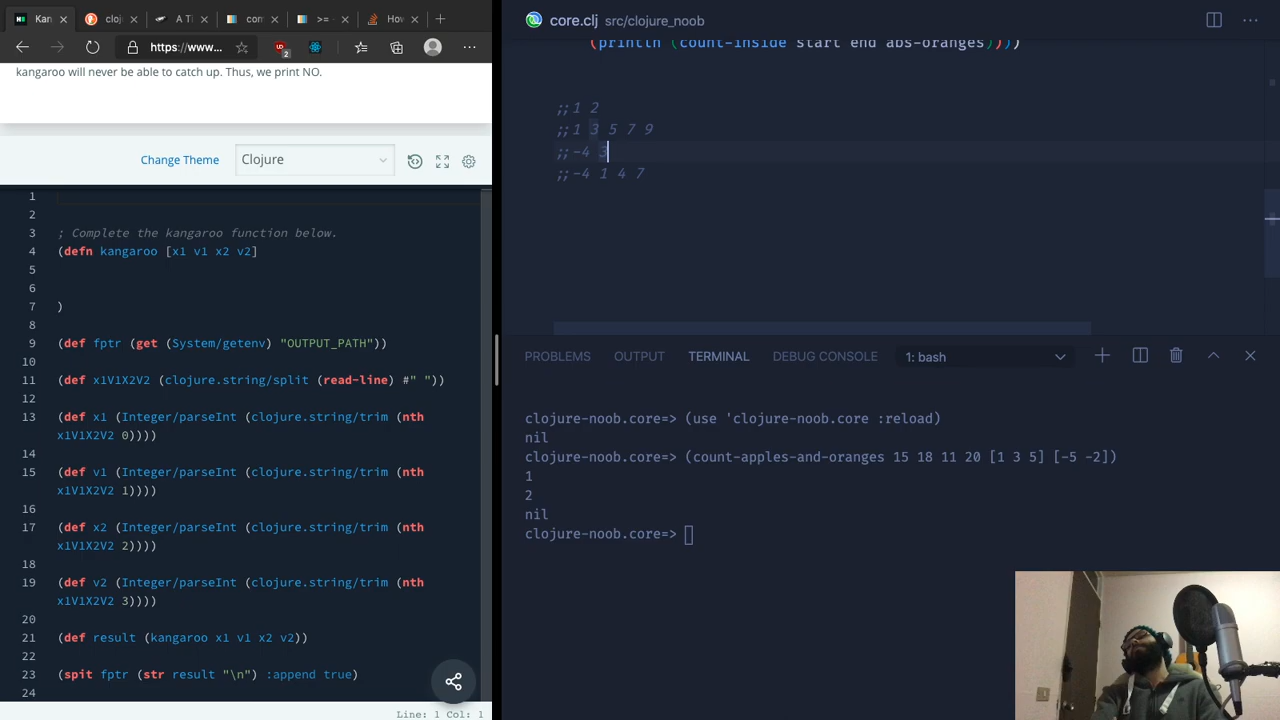 Kan
cloj
A Ti
com
>=
How
https://www...
2
kangaroo will never be able to catch up. Thus, we print NO.
Change Theme
Clojure
1
2
3 ; Complete the kangaroo function below.
4 (defn kangaroo [x1 v1 x2 v2]
5
6
7 )
8
9 (def fptr (get (System/getenv) "OUTPUT_PATH"))
10
11 (def x1V1X2V2 (clojure.string/split (read-line) #" "))
12
13 (def x1 (Integer/parseInt (clojure.string/trim (nth
x1V1X2V2 0))))
14
15 (def v1 (Integer/parseInt (clojure.string/trim (nth
x1V1X2V2 1))))
16
17 (def x2 (Integer/parseInt (clojure.string/trim (nth
x1V1X2V2 2))))
18
19 (def v2 (Integer/parseInt (clojure.string/trim (nth
x1V1X2V2 3))))
20
21 (def result (kangaroo x1 v1 x2 v2))
22
23 (spit fptr (str result "\n") :append true)
24
Line: 1 Col: 1
core.clj src/clojure_noob
(println (count-inside start end abs-oranges))))
;;1 2
;;1 3 5 7 9
;;-4 3
;;-4 1 4 7
PROBLEMS OUTPUT TERMINAL DEBUG CONSOLE 1: bash
clojure-noob.core=> (use 'clojure-noob.core :reload)
nil
clojure-noob.core=> (count-apples-and-oranges 15 18 11 20 [1 3 5] [-5 -2])
1
2
nil
clojure-noob.core=>